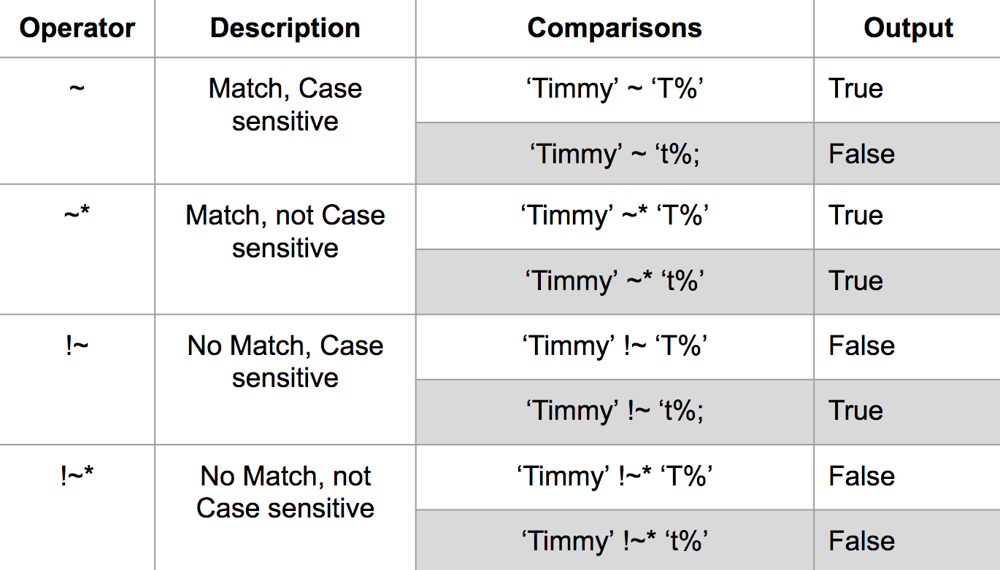 Operator Description Comparisons Output
~ Match, Case sensitive ‘Timmy’ ~ ‘T%’ True
‘Timmy’ ~ ‘t%; False
~* Match, not Case sensitive ‘Timmy’ ~* ‘T%’ True
‘Timmy’ ~* ‘t%’ True
!~ No Match, Case sensitive ‘Timmy’ !~ ‘T%’ False
‘Timmy’ !~ ‘t%; True
!~* No Match, not Case sensitive ‘Timmy’ !~* ‘T%’ False
‘Timmy’ !~* ‘t%’ False